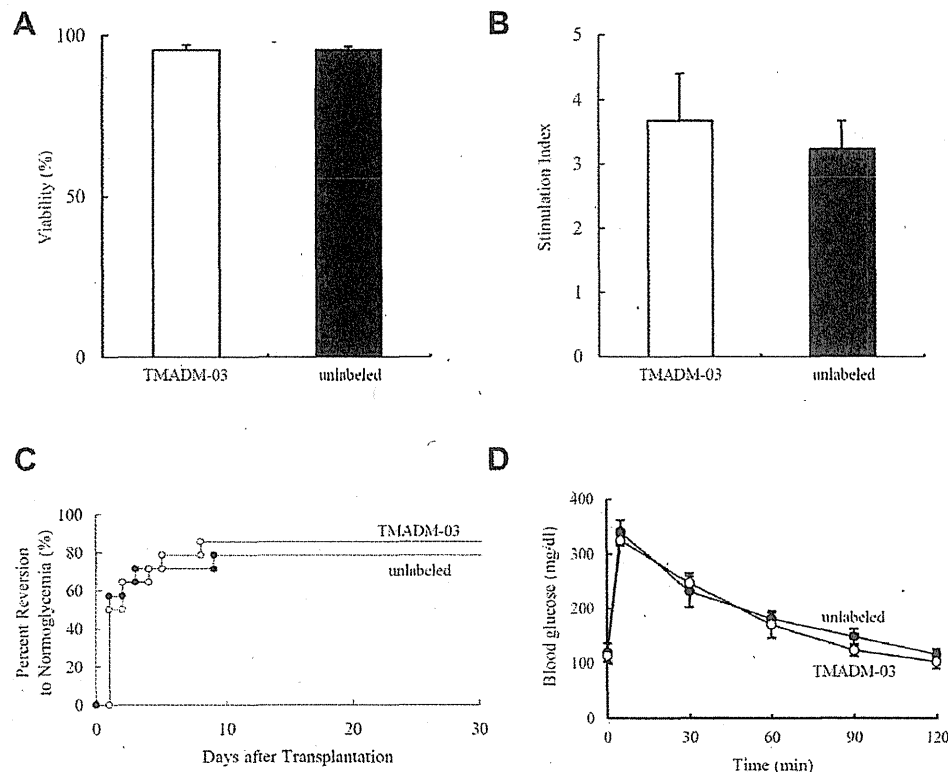 A
100
50
0
Viability (%)
TMADM-03
unlabeled
B
5
4
3
2
1
0
Stimulation Index
TMADM-03
unlabeled
C
100
80
60
40
20
0
Percent Reversion
to Normoglycemia (%)
TMADM-03
unlabeled
0
10
20
30
Days after Transplantation
D
400
300
200
100
000
Blood glucose (mg/dl)
unlabeled
TMADM-03
0
30
60
90
120
Time (min)